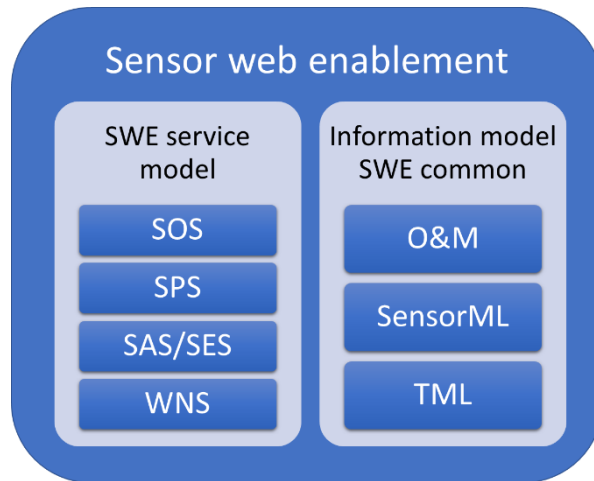 Sensor web enablement
SWE service
model
SOS
SPS
SAS/SES
WNS
Information model
SWE common
O&M
SensorML
TML